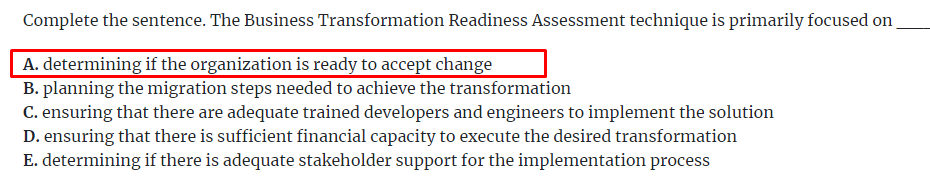 Complete the sentence. The Business Transformation Readiness Assessment technique is primarily focused on ____
A. determining if the organization is ready to accept change
B. planning the migration steps needed to achieve the transformation
C. ensuring that there are adequate trained developers and engineers to implement the solution
D. ensuring that there is sufficient financial capacity to execute the desired transformation
E. determining if there is adequate stakeholder support for the implementation process